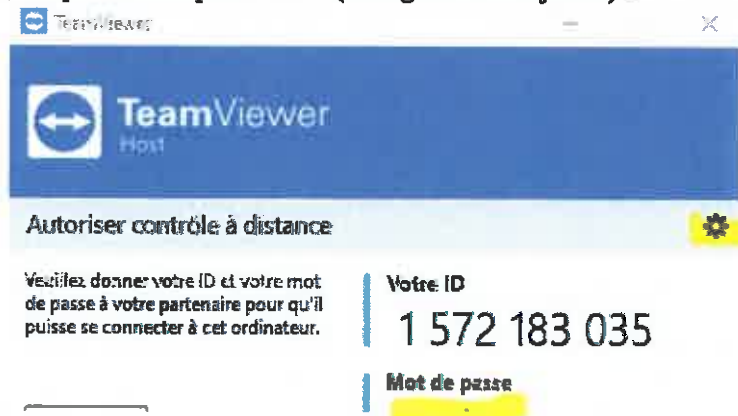 TeamViewer
TeamViewer
Host
Autoriser contrôle à distance
Veuillez donner votre ID et votre mot
de passe à votre partenaire pour qu'il
puisse se connecter à cet ordinateur.
Votre ID
1 572 183 035
Mot de passe